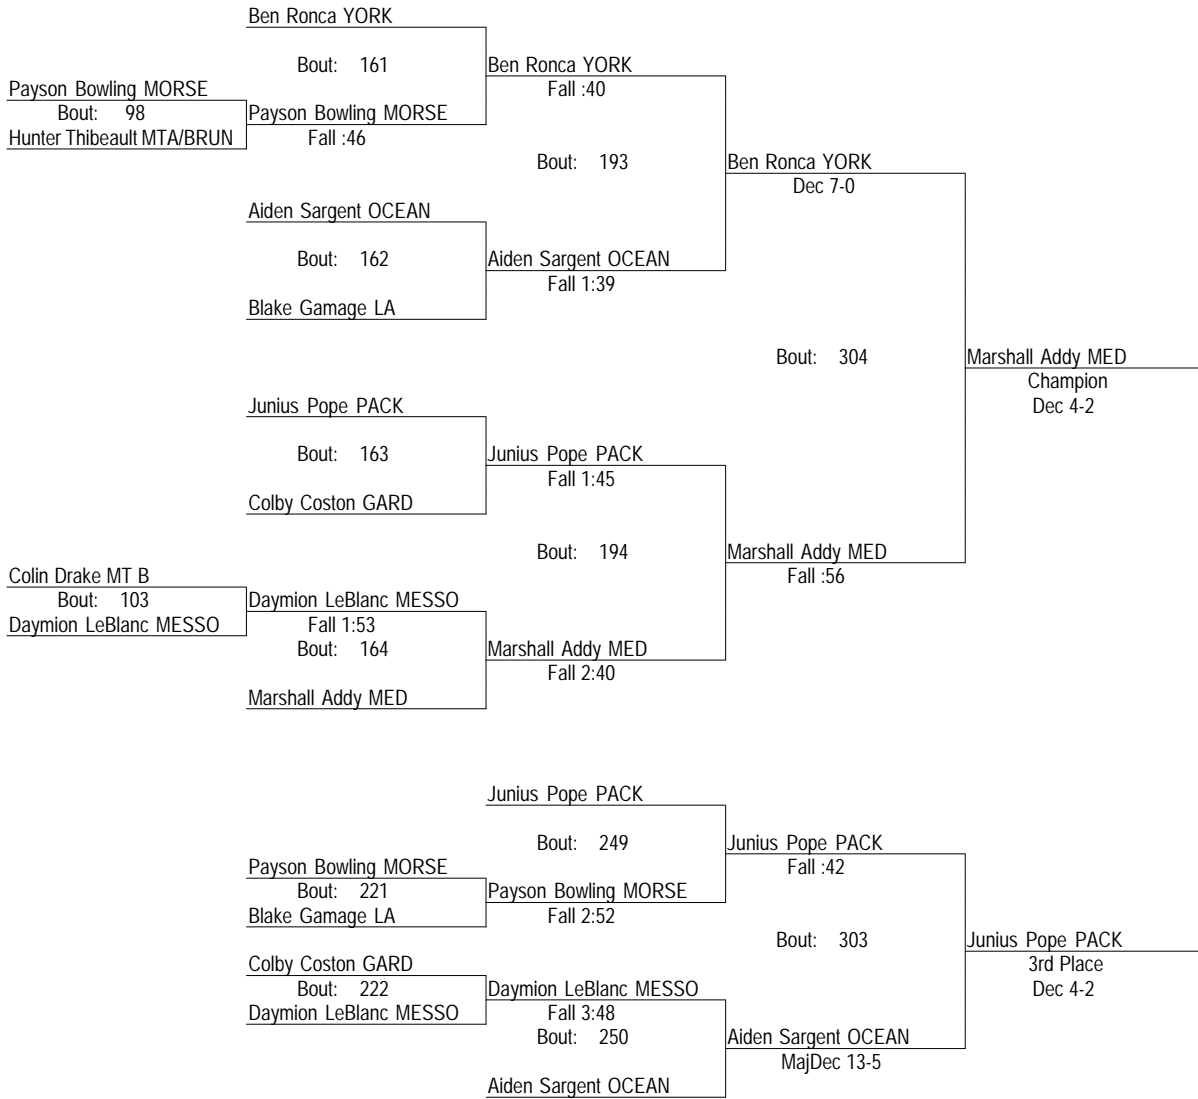 Ben Ronca YORK
Bout: 161
Ben Ronca YORK
Payson Bowling MORSE
Fall :40
Bout: 98
Payson Bowling MORSE
Hunter Thibeault MTA/BRUN
Fall :46
Bout: 193
Ben Ronca YORK
Dec 7-0
Aiden Sargent OCEAN
Bout: 162
Aiden Sargent OCEAN
Fall 1:39
Blake Gamage LA
Bout: 304
Marshall Addy MED
Champion
Dec 4-2
Junius Pope PACK
Bout: 163
Junius Pope PACK
Fall 1:45
Colby Coston GARD
Bout: 194
Marshall Addy MED
Fall :56
Colin Drake MT B
Bout: 103
Daymion LeBlanc MESSO
Daymion LeBlanc MESSO
Fall 1:53
Bout: 164
Marshall Addy MED
Fall 2:40
Marshall Addy MED
Junius Pope PACK
Bout: 249
Junius Pope PACK
Fall :42
Payson Bowling MORSE
Bout: 221
Payson Bowling MORSE
Blake Gamage LA
Fall 2:52
Bout: 303
Junius Pope PACK
3rd Place
Dec 4-2
Colby Coston GARD
Bout: 222
Daymion LeBlanc MESSO
Daymion LeBlanc MESSO
Fall 3:48
Bout: 250
Aiden Sargent OCEAN
MajDec 13-5
Aiden Sargent OCEAN